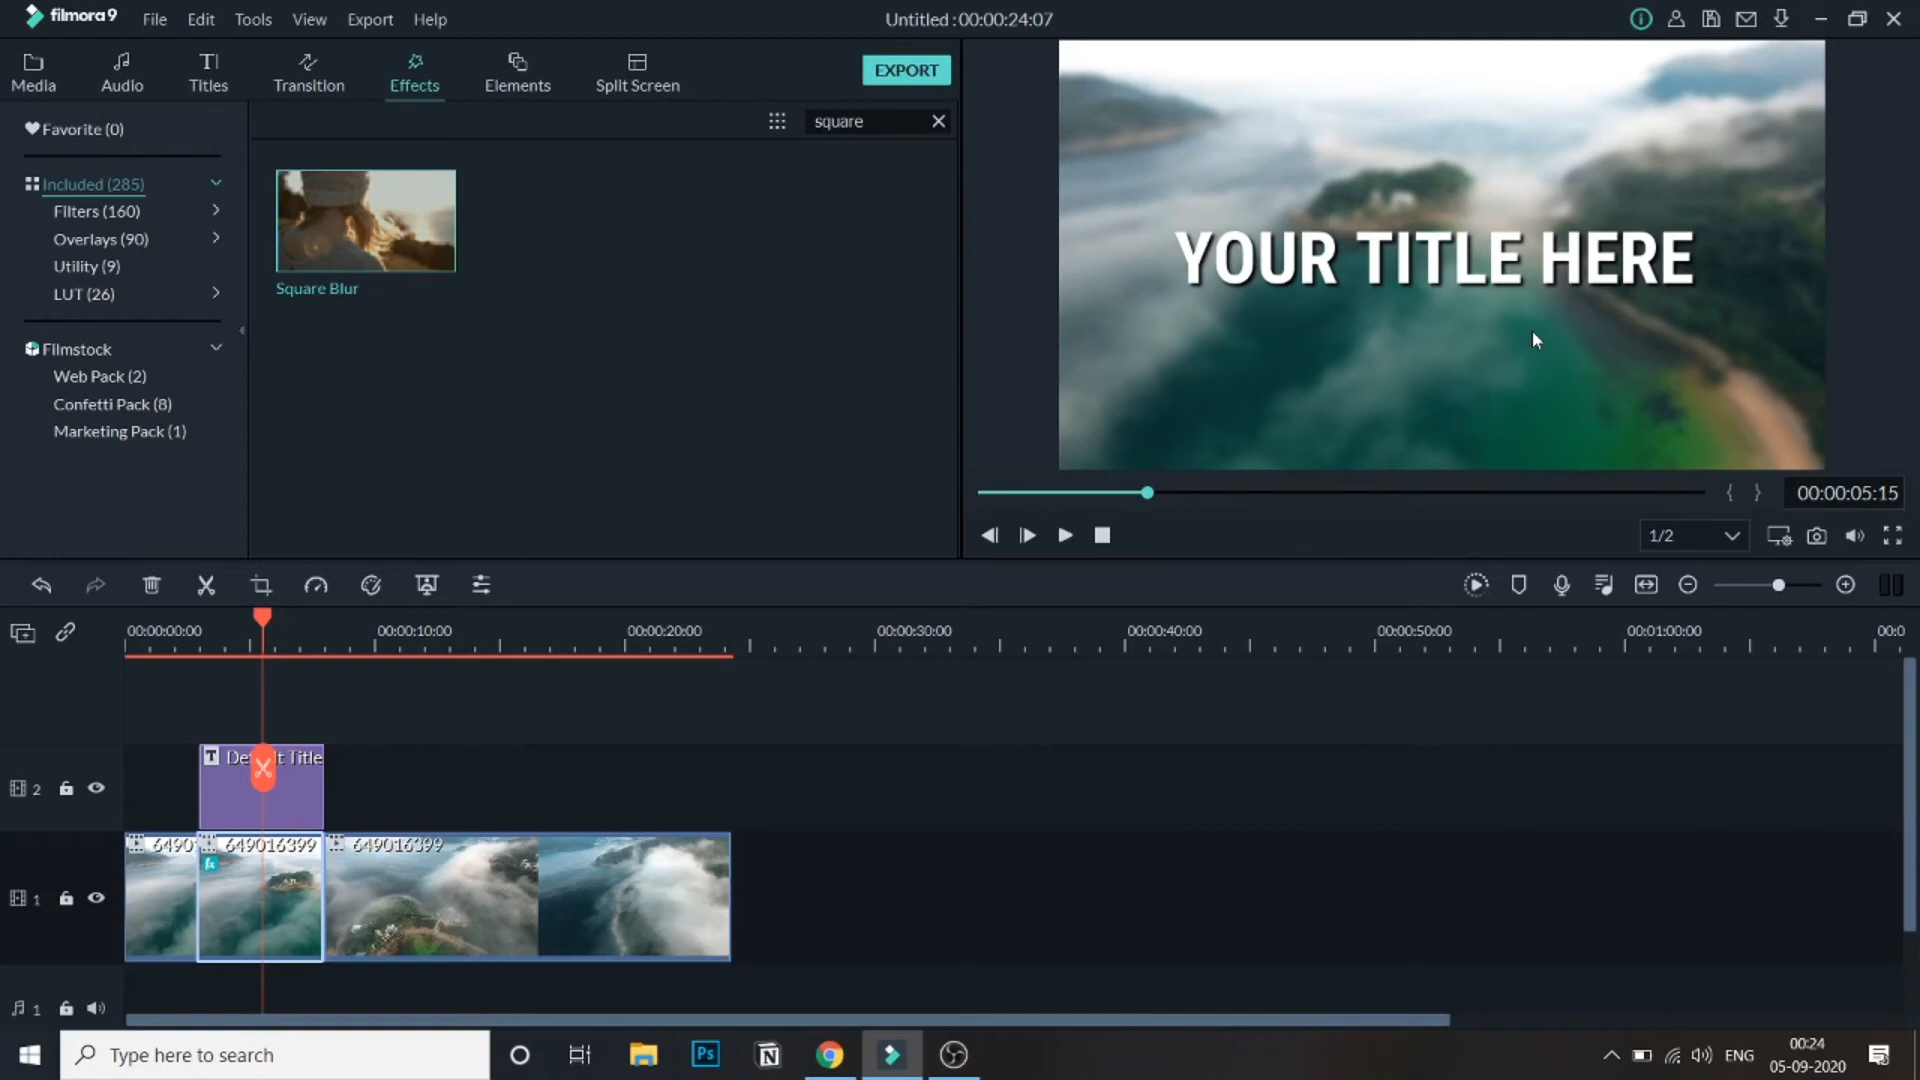 filmora9
File Edit Tools View Export Help
Untitled : 00:00:24:07
Media Audio Titles Transition Effects Elements Split Screen
EXPORT
Favorite (0)
square
Included (285)
Filters (160)
Overlays (90)
Utility (9)
LUT (26)
Filmstock
Web Pack (2)
Confetti Pack (8)
Marketing Pack (1)
Square Blur
YOUR TITLE HERE
00:00:05:15
1/2
00:00:00:00 00:00:10:00 00:00:20:00 00:00:30:00 00:00:40:00 00:00:50:00 00:01:00:00 00:0
T
2
64901 649016399 649016399
fx
1
1
Type here to search
Ps
N
ENG
00:24
05-09-2020